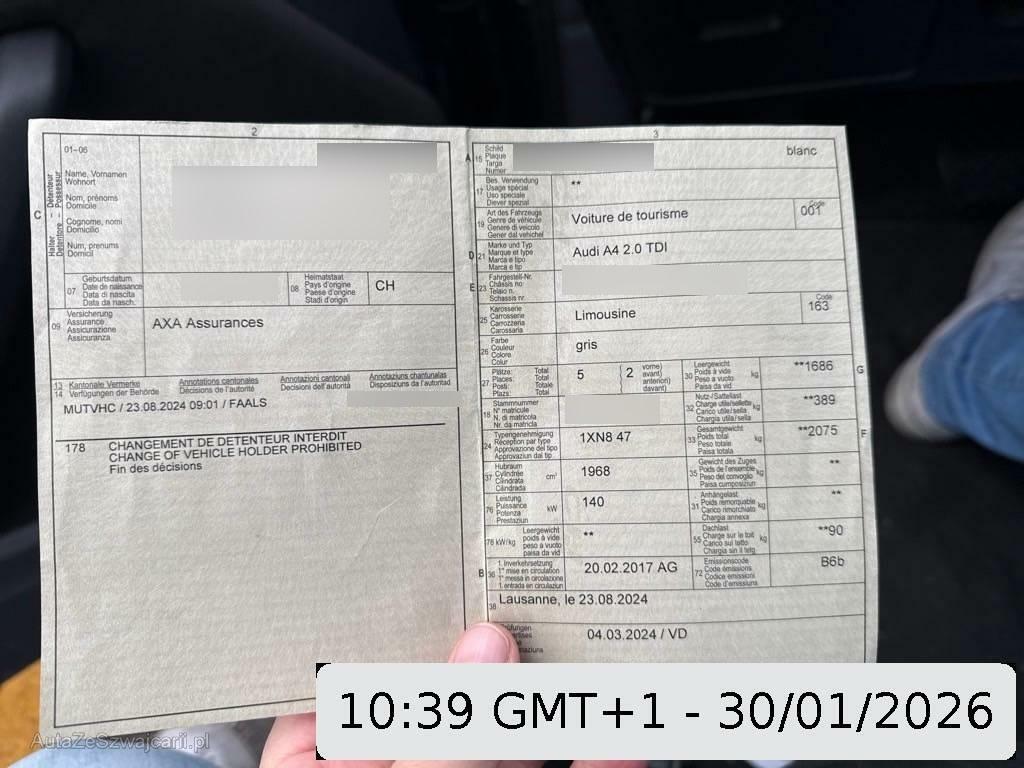 2
01-06
C
Halter - Détenteur
Detentore - Possessur
Name, Vornamen
Wohnort
Nom, prénoms
Domicile
Cognome, nomi
Domicilio
Num, prenums
Domicil
07
Geburtsdatum
Date de naissance
Data di nascita
Data da nasch.
08
Heimatstaat
Pays d'origine
Paese d'origine
Stadi d'origin
CH
09
Versicherung
Assurance
Assicurazione
Assicuranza
AXA Assurances
13
14
Kantonale Vermerke
Verfügungen der Behörde
Annotations cantonales
Décisions de l'autorité
Annotazioni cantonali
Decisioni dell'autorità
Annotaziuns chantunalas
Disposiziuns da l'autoritad
MUTVHC / 23.08.2024 09:01 / FAALS
178 CHANGEMENT DE DETENTEUR INTERDIT
CHANGE OF VEHICLE HOLDER PROHIBITED
Fin des décisions
3
A
15
Schild
Plaque
Targa
Numer
blanc
17
Bes. Verwendung
Usage spécial
Uso speciale
Diever spezial
**
19
Art des Fahrzeugs
Genre de véhicule
Genere di veicolo
Gener dal vehichel
Voiture de tourisme
Code
001
D
21
Marke und Typ
Marque et type
Marca e tipo
Marca e tip
Audi A4 2.0 TDI
E
23
Fahrgestell-Nr.
Châssis no
Telaio n.
Schassis nr.
25
Karosserie
Carrosserie
Carrozzeria
Carossaria
Limousine
Code
163
26
Farbe
Couleur
Colore
Colur
gris
27
Plätze: Total
Places: Total
Posti: Totale
Plazs: Total
5
2
vorne)
avant)
anteriori)
davant)
30
Leergewicht
Poids à vide
Peso a vuoto
Paisa da vid
kg
**1686
G
18
Stammnummer
N° matricule
N. di matricola
Nr. da matricla
32
Nutz-/Sattellast
Charge utile/sellette
Carico utile/sella
Chargia utila/sella
kg
**389
24
Typengenehmigung
Réception par type
Approvazione del tipo
Approvaziun dal tip
1XN8 47
33
Gesamtgewicht
Poids total
Peso totale
Paisa totala
kg
**2075
F
37
Hubraum
Cylindrée
Cilindrata
Cilindrada
cm³
1968
35
Gewicht des Zuges
Poids de l'ensemble
Peso del convoglio
Paisa cumposiziun
kg
**
76
Leistung
Puissance
Potenza
Prestaziun
kW
140
31
Anhängelast
Poids remorquable
Carico rimorchiato
Chargia annexa
kg
**
78 kW/kg
Leergewicht
poids à vide
peso a vuoto
paisa da vid
**
55
Dachlast
Charge sur le toit
Carico sul tetto
Chargia sin il tetg
kg
**90
B
36
1. Inverkehrsetzung
1re mise en circulation
1a messa in circolazione
1. entrada en circulaziun
20.02.2017 AG
72
Emissionscode
Code émissions
Codice emissioni
Code d'emissiuns
B6b
38
Lausanne, le 23.08.2024
04.03.2024 / VD
10:39 GMT+1 - 30/01/2026
AutaZeSzwajcarii.pl